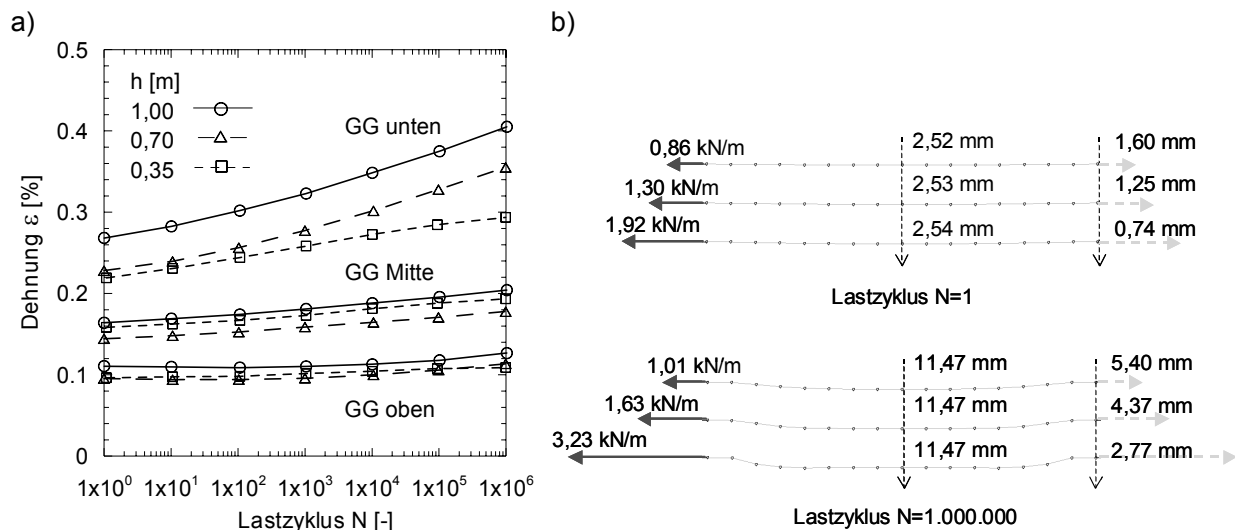 a)
0.5
0.4
0.3
0.2
0.1
0
Dehnung ε [%]
h [m]
1,00
0,70
0,35
GG unten
GG Mitte
GG oben
1x10⁰ 1x10¹ 1x10² 1x10³ 1x10⁴ 1x10⁵ 1x10⁶
Lastzyklus N [-]
b)
0,86 kN/m 2,52 mm 1,60 mm
1,30 kN/m 2,53 mm 1,25 mm
1,92 kN/m 2,54 mm 0,74 mm
Lastzyklus N=1
1,01 kN/m 11,47 mm 5,40 mm
1,63 kN/m 11,47 mm 4,37 mm
3,23 kN/m 11,47 mm 2,77 mm
Lastzyklus N=1.000.000